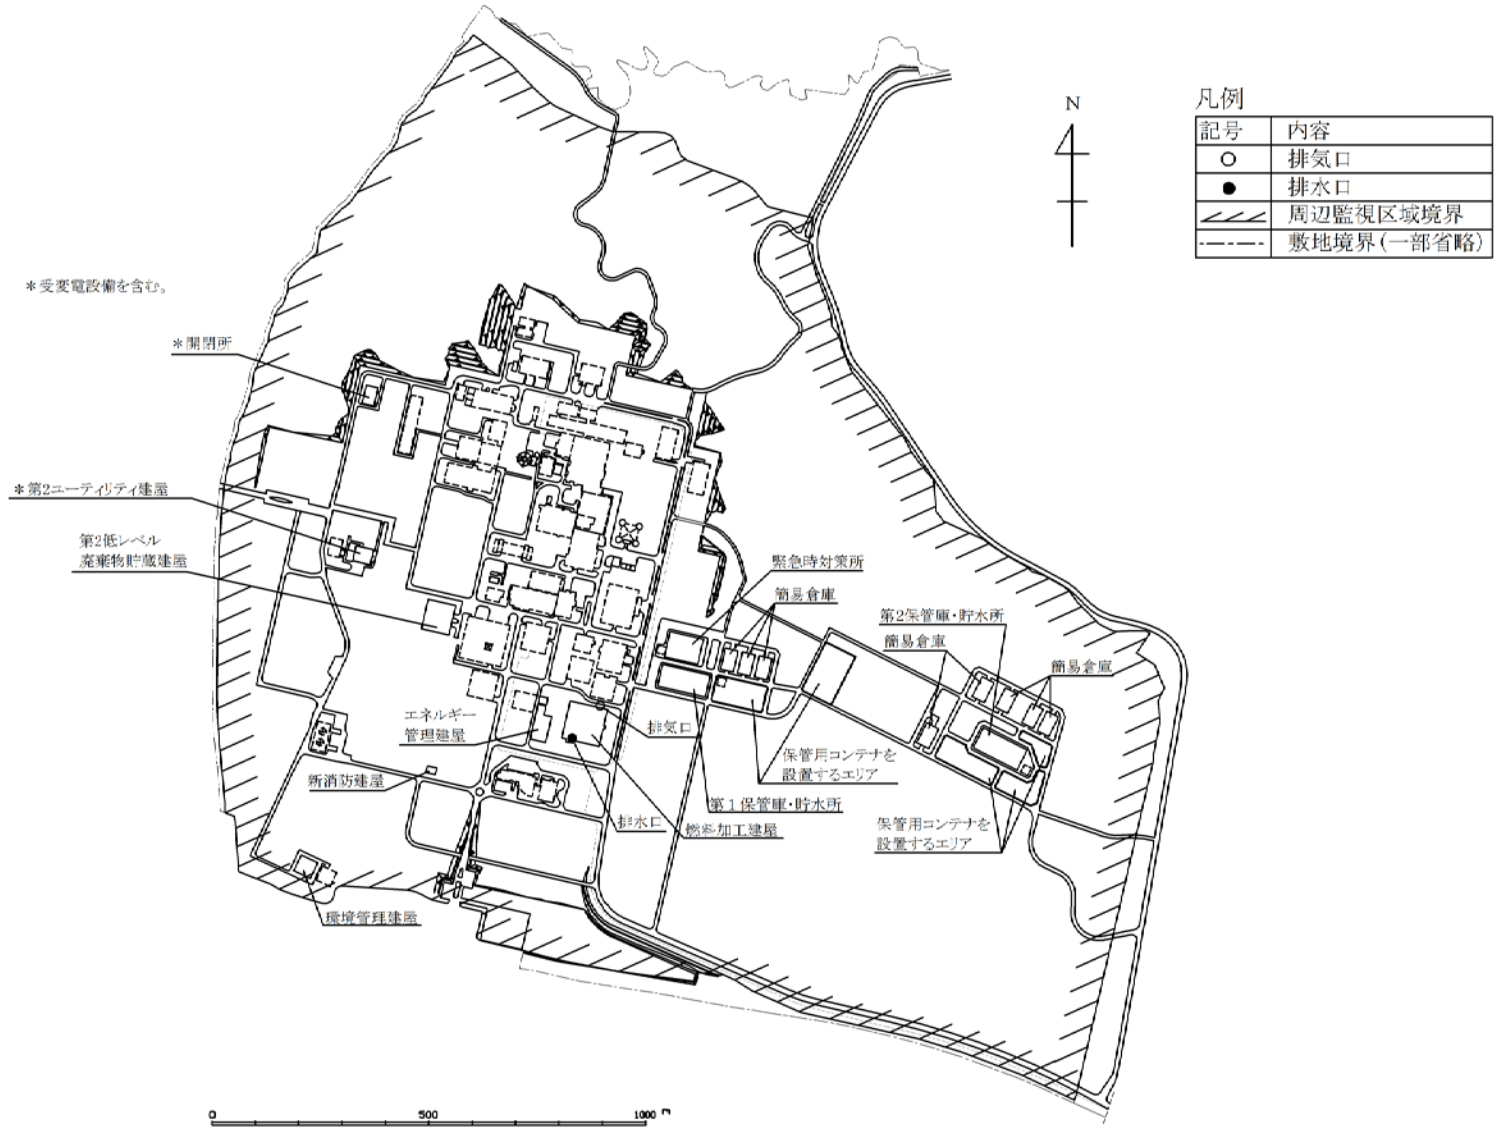 N
凡例
記号 内容
排気口
排水口
周辺監視区域境界
敷地境界(一部省略)
＊受変電設備を含む。
＊開閉所
＊第2ユーティリティ建屋
第2低レベル
廃棄物貯蔵建屋
緊急時対策所
簡易倉庫
第2保管庫・貯水所
簡易倉庫
簡易倉庫
エネルギー
管理建屋
排気口
保管用コンテナを
設置するエリア
新消防建屋
第1保管庫・貯水所
排水口
燃料加工建屋
保管用コンテナを
設置するエリア
環境管理建屋
0 500 1000 m